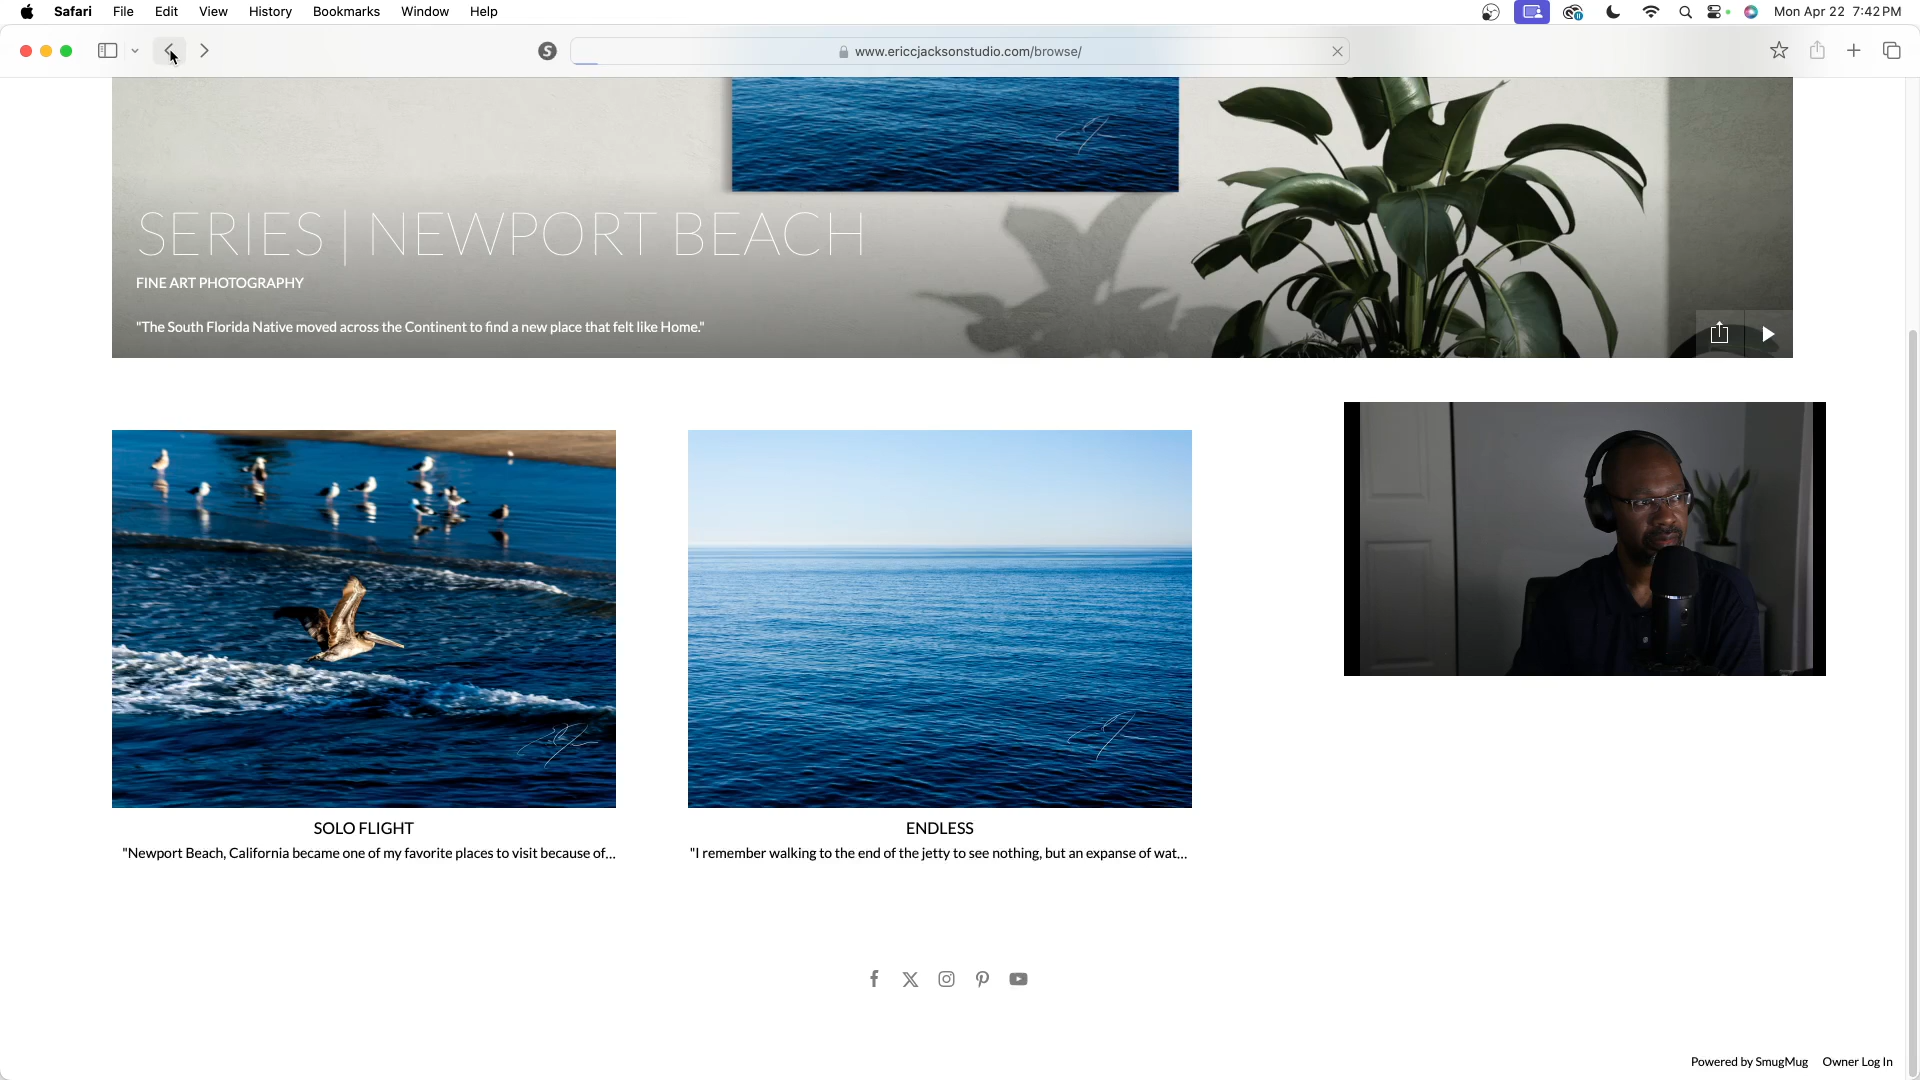 Safari File Edit View History Bookmarks Window Help Mon Apr 22 7:42 PM
www.ericcjacksonstudio.com/browse/
SERIES | NEWPORT BEACH
FINE ART PHOTOGRAPHY
"The South Florida Native moved across the Continent to find a new place that felt like Home."
SOLO FLIGHT
"Newport Beach, California became one of my favorite places to visit because of...
ENDLESS
"I remember walking to the end of the jetty to see nothing, but an expanse of wat...
Powered by SmugMug Owner Log In